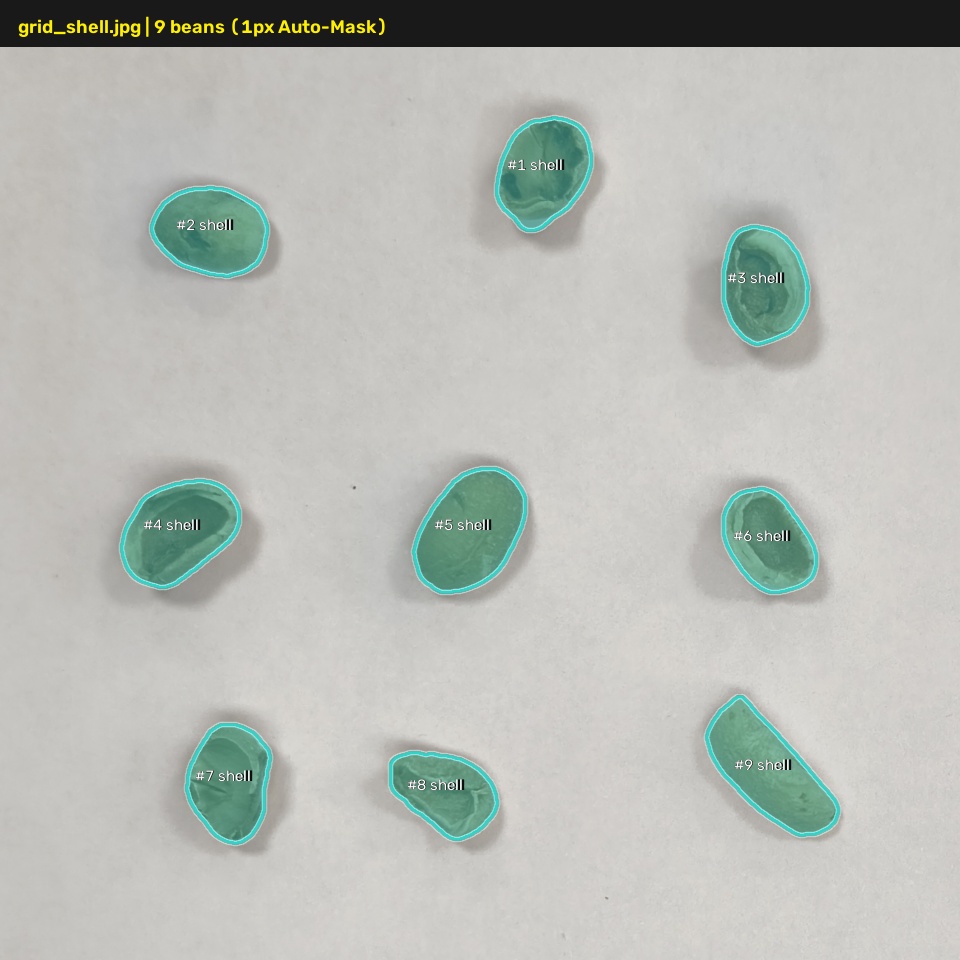 grid_shell.jpg | 9 beans (1px Auto-Mask)
#1 shell
#2 shell
#3 shell
#4 shell
#5 shell
#6 shell
#7 shell
#8 shell
#9 shell